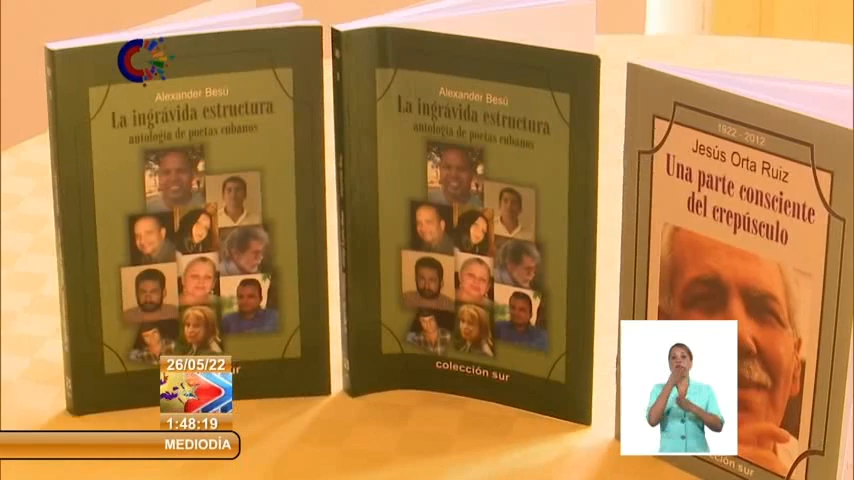 Alexander Besú
La ingrávida estructura
antología de poetas cubanos
Alexander Besú
La ingrávida estructura
antología de poetas cubanos
colección sur
1922 - 2012
Jesús Orta Ruiz
Una parte consciente
del crepúsculo
sur
26/05/22
1:48:19
MEDIODÍA